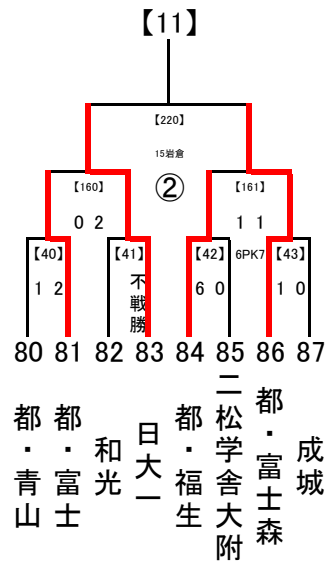 【11】
【220】
15岩倉
②
【160】
【161】
0 2
1 1
6PK7
【40】
【41】
【42】
【43】
1 2
不戦勝
6 0
1 0
80 81 82 83 84 85 86 87
都・青山
都・富士
和光
日大一
都・福生
二松学舎大附
都・富士森
成城